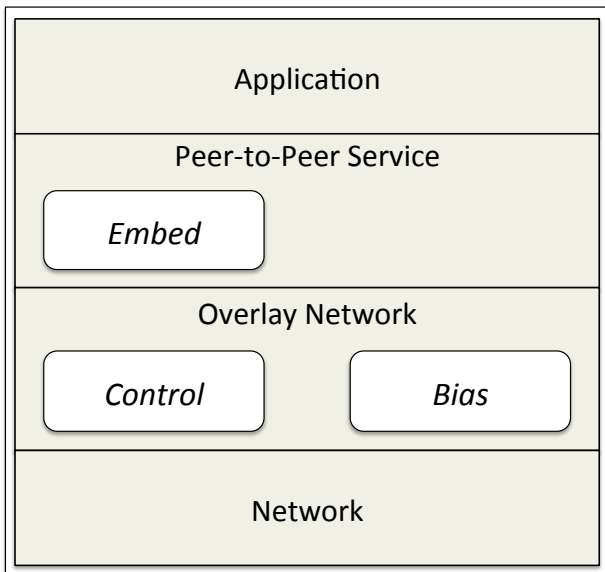 Application
Peer-to-Peer Service
Embed
Overlay Network
Control Bias
Network